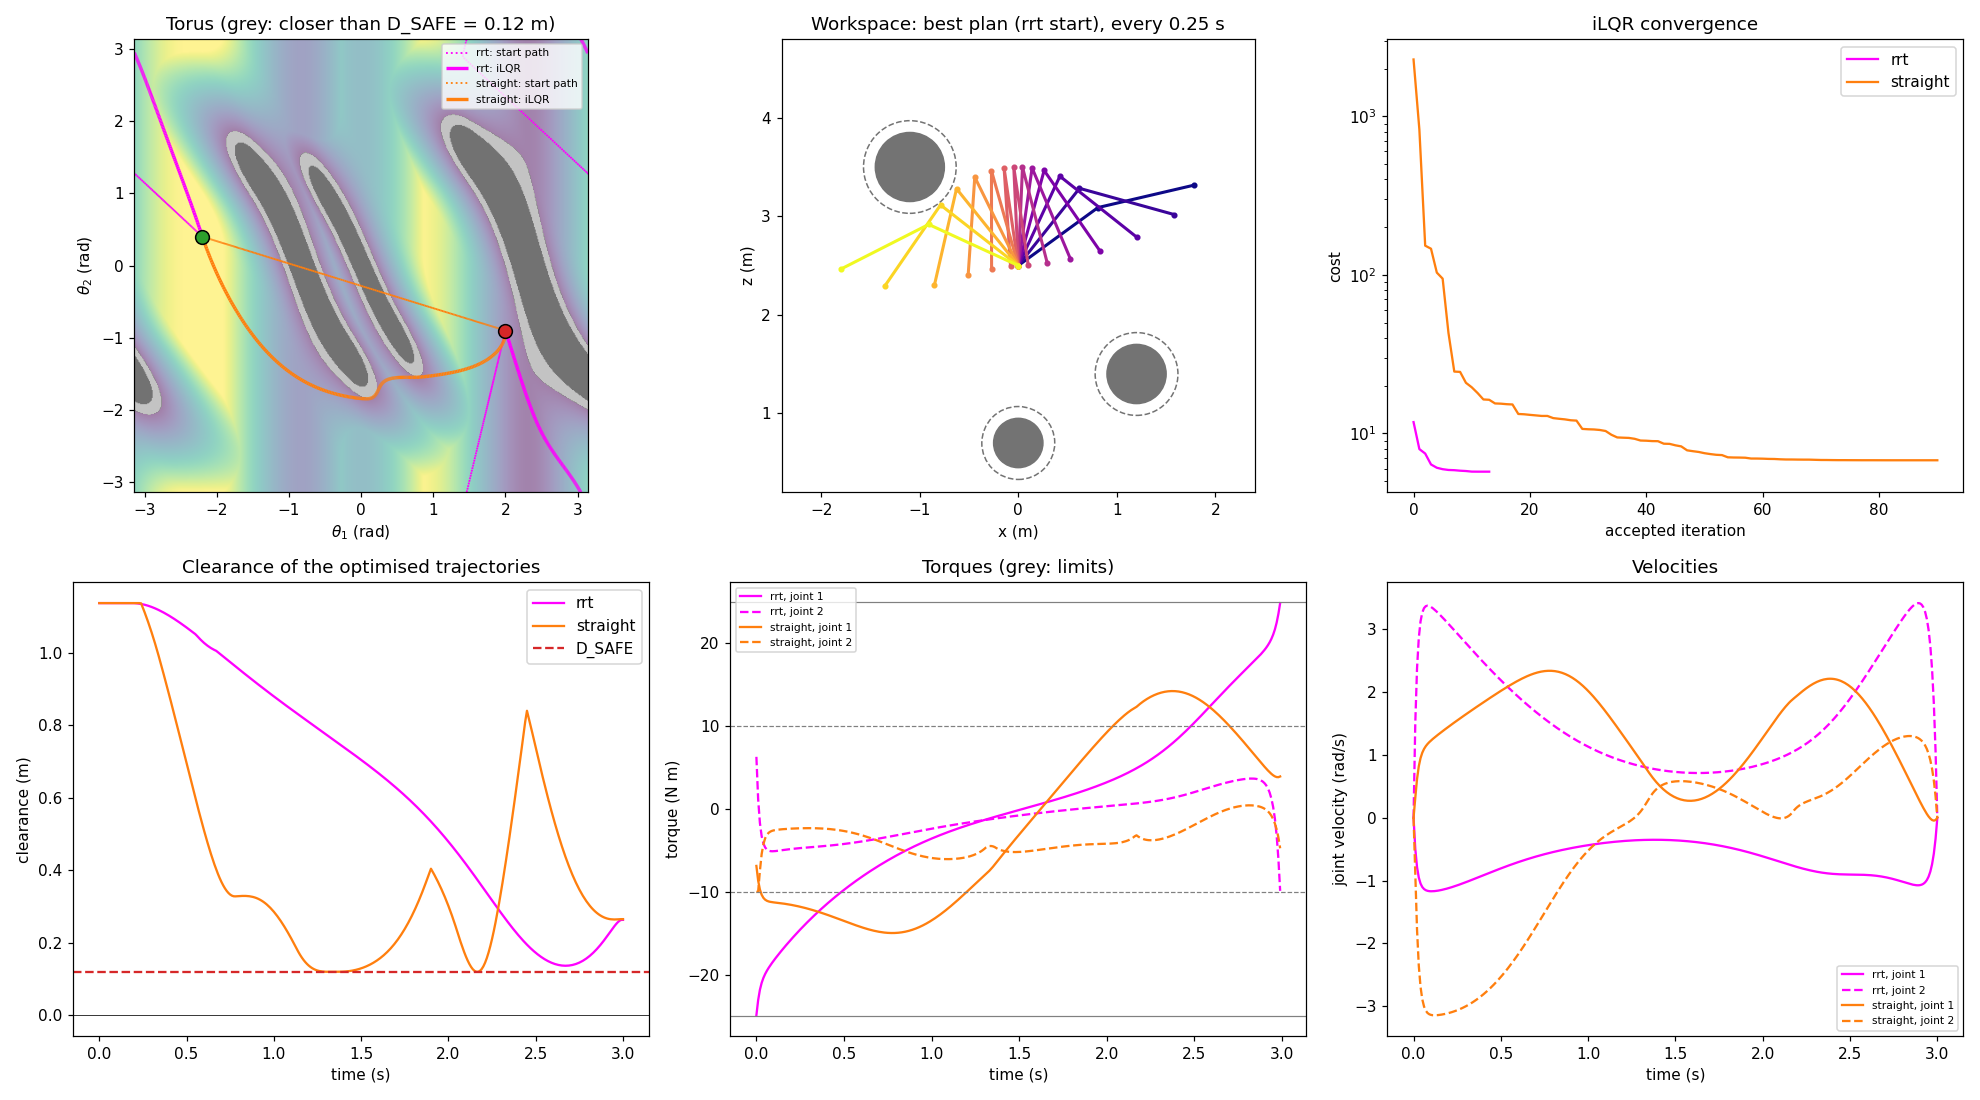 Torus (grey: closer than D_SAFE = 0.12 m)
rrt: start path
rrt: iLQR
straight: start path
straight: iLQR
3
2
1
0
−1
−2
−3
θ2 (rad)
−3 −2 −1 0 1 2 3
θ1 (rad)
Workspace: best plan (rrt start), every 0.25 s
4
3
2
1
z (m)
−2 −1 0 1 2
x (m)
iLQR convergence
rrt
straight
10³
10²
10¹
cost
0 20 40 60 80
accepted iteration
Clearance of the optimised trajectories
rrt
straight
D_SAFE
1.0
0.8
0.6
0.4
0.2
0.0
clearance (m)
0.0 0.5 1.0 1.5 2.0 2.5 3.0
time (s)
Torques (grey: limits)
rrt, joint 1
rrt, joint 2
straight, joint 1
straight, joint 2
20
10
0
−10
−20
torque (N m)
0.0 0.5 1.0 1.5 2.0 2.5 3.0
time (s)
Velocities
3
2
1
0
−1
−2
−3
joint velocity (rad/s)
rrt, joint 1
rrt, joint 2
straight, joint 1
straight, joint 2
0.0 0.5 1.0 1.5 2.0 2.5 3.0
time (s)